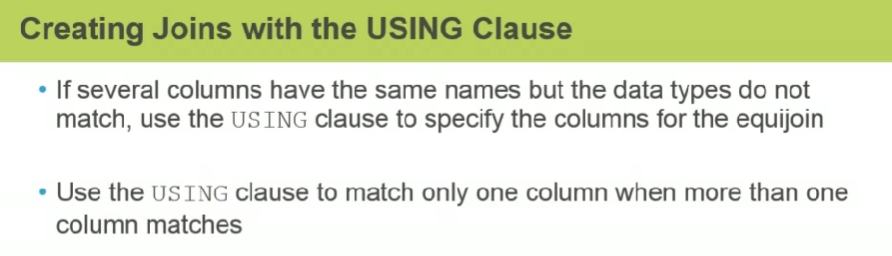 Creating Joins with the USING Clause
• If several columns have the same names but the data types do not
match, use the USING clause to specify the columns for the equijoin
• Use the USING clause to match only one column when more than one
column matches